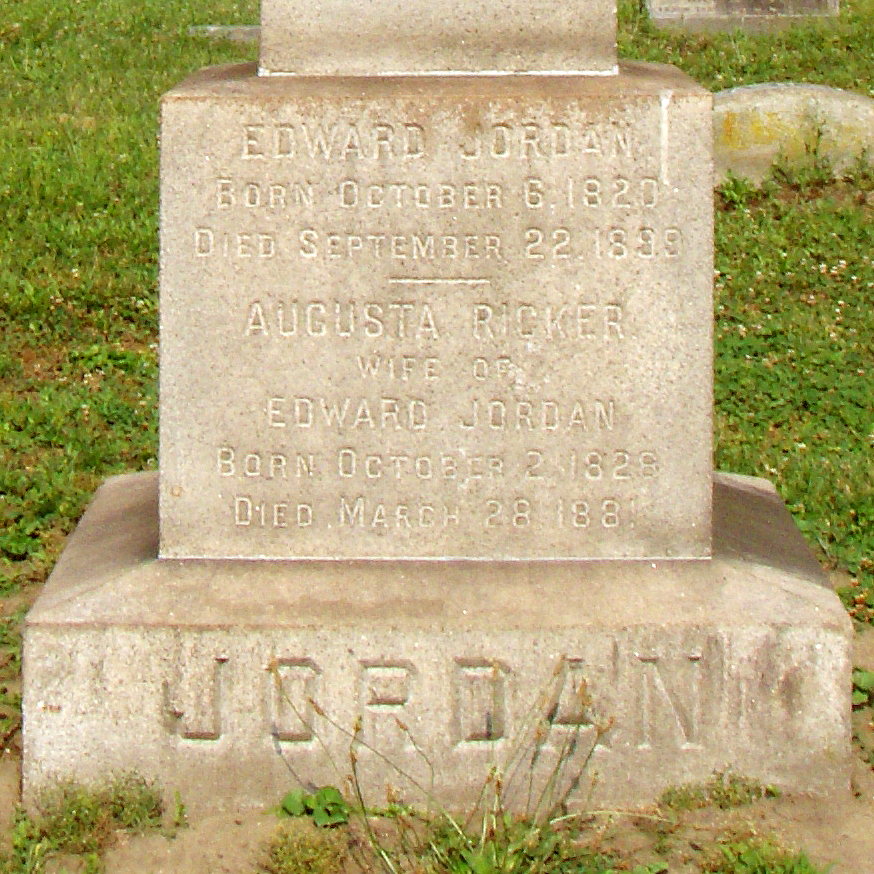 EDWARD JORDAN
BORN OCTOBER 6, 1820
DIED SEPTEMBER 22, 1899
AUGUSTA RICKER
WIFE OF
EDWARD JORDAN
BORN OCTOBER 2, 1828
DIED MARCH 28, 1881
JORDAN